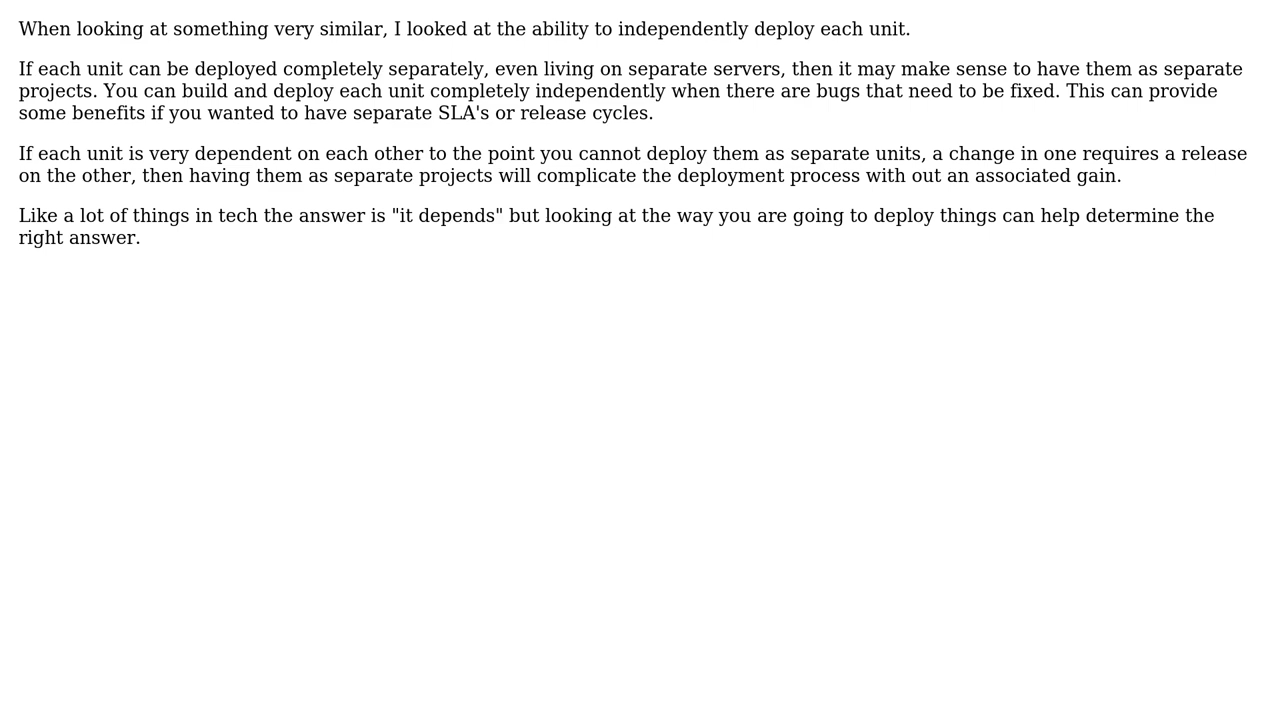 When looking at something very similar, I looked at the ability to independently deploy each unit.
If each unit can be deployed completely separately, even living on separate servers, then it may make sense to have them as separate
projects. You can build and deploy each unit completely independently when there are bugs that need to be fixed. This can provide
some benefits if you wanted to have separate SLA's or release cycles.
If each unit is very dependent on each other to the point you cannot deploy them as separate units, a change in one requires a release
on the other, then having them as separate projects will complicate the deployment process with out an associated gain.
Like a lot of things in tech the answer is "it depends" but looking at the way you are going to deploy things can help determine the
right answer.